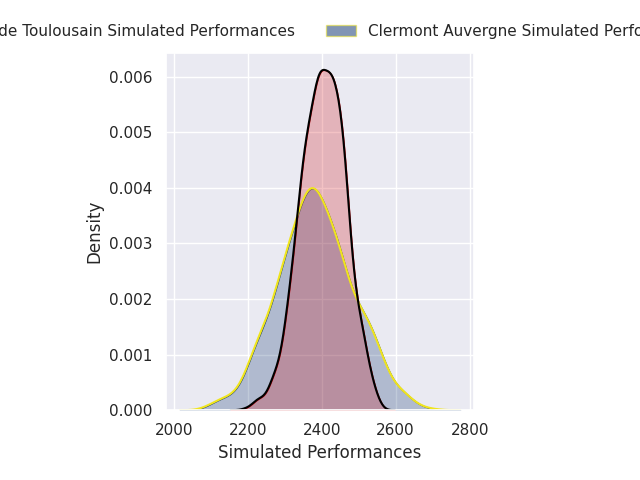 de Toulousain Simulated Performances
Clermont Auvergne Simulated Perfo
0.006
0.005
0.004
0.003
0.002
0.001
0.000
Density
2000 2200 2400 2600 2800
Simulated Performances